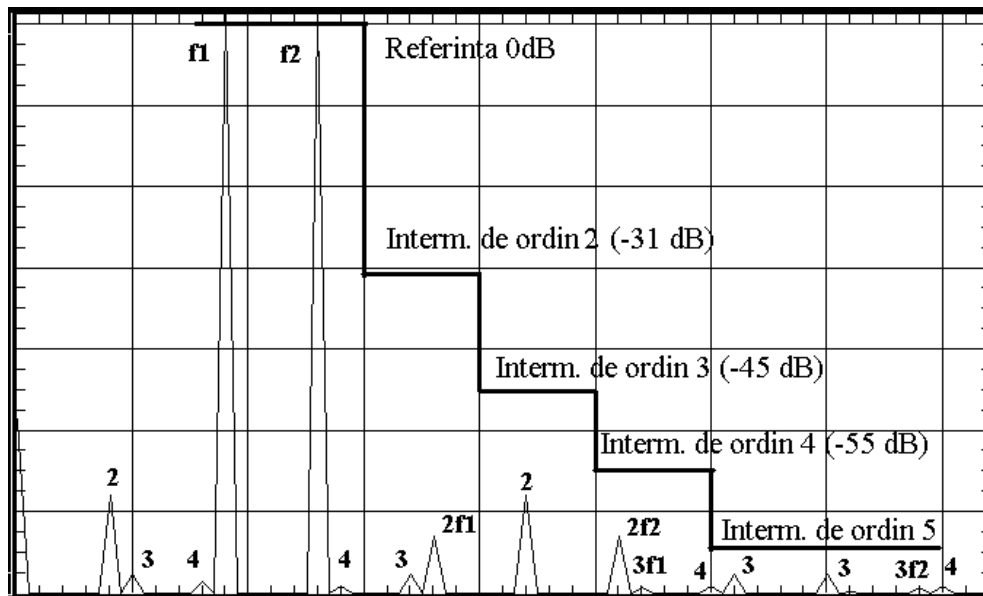 f1
f2
Referinta 0dB
Interm. de ordin 2 (-31 dB)
Interm. de ordin 3 (-45 dB)
Interm. de ordin 4 (-55 dB)
2
2
2f1
2f2
Interm. de ordin 5
3
4
4
3
3f1
4
3
3
3f2
4